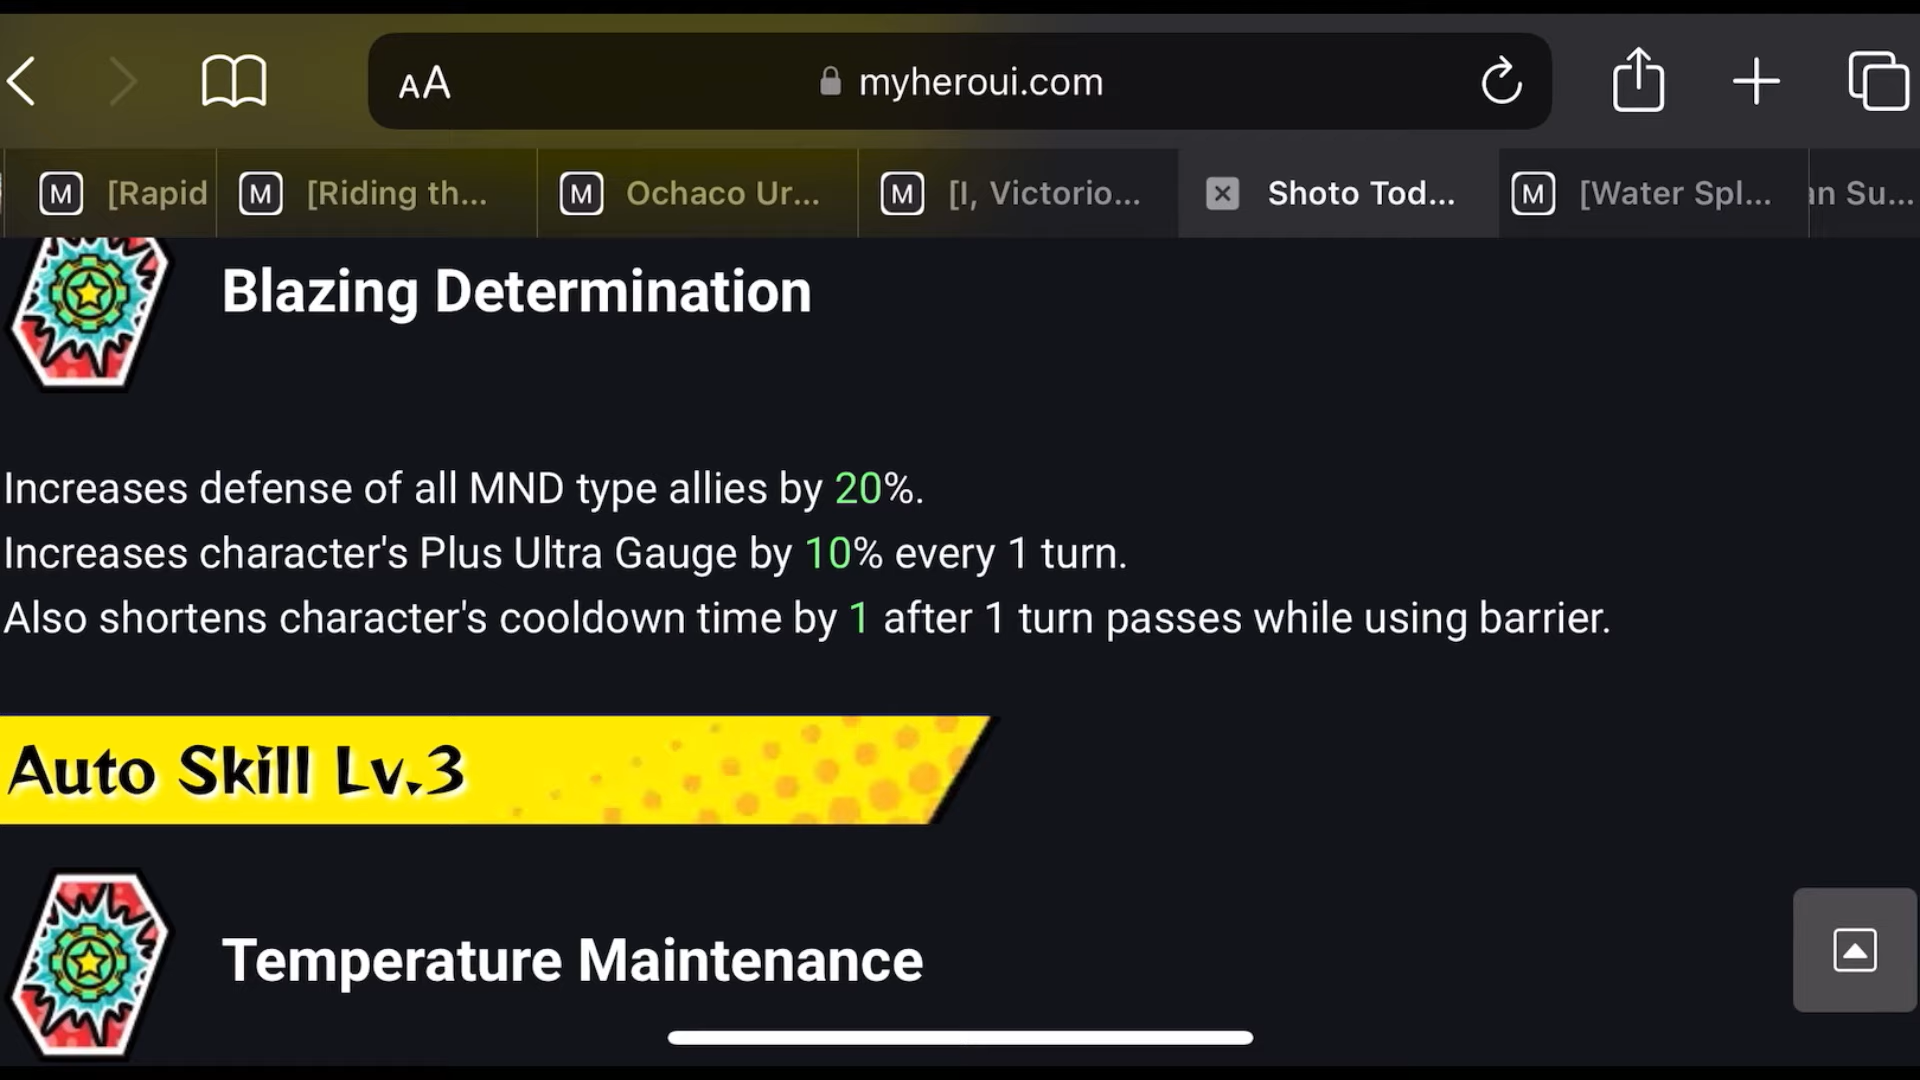 AA myheroui.com
M [Rapid M [Riding th... M Ochaco Ur... M [I, Victorio... Shoto Tod... M [Water Spl... an Su...
Blazing Determination
Increases defense of all MND type allies by 20%.
Increases character's Plus Ultra Gauge by 10% every 1 turn.
Also shortens character's cooldown time by 1 after 1 turn passes while using barrier.
Auto Skill Lv.3
Temperature Maintenance